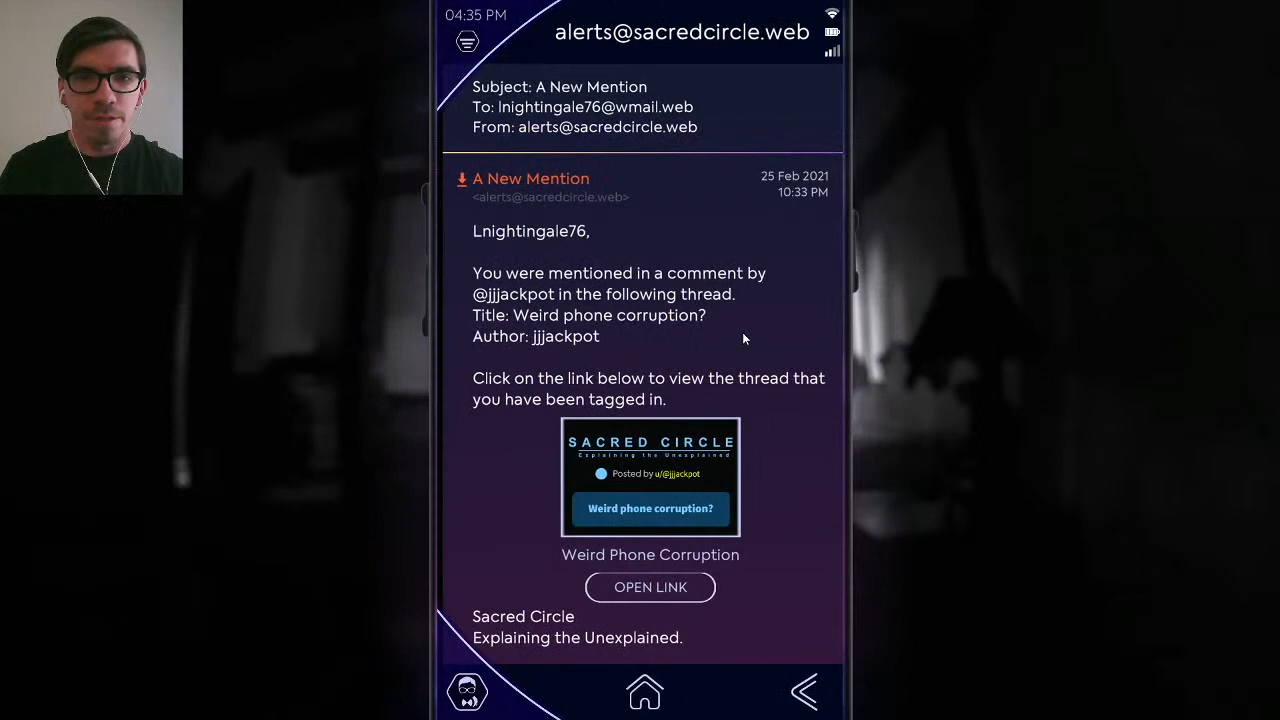 04:35 PM
alerts@sacredcircle.web
Subject: A New Mention
To: lnightingale76@wmail.web
From: alerts@sacredcircle.web
A New Mention
25 Feb 2021
<alerts@sacredcircle.web>
10:33 PM
Lnightingale76,
You were mentioned in a comment by
@jjjackpot in the following thread.
Title: Weird phone corruption?
Author: jjjackpot
Click on the link below to view the thread that
you have been tagged in.
SACRED CIRCLE
Explaining the Unexplained
Posted by u/@jjjackpot
Weird phone corruption?
Weird Phone Corruption
OPEN LINK
Sacred Circle
Explaining the Unexplained.